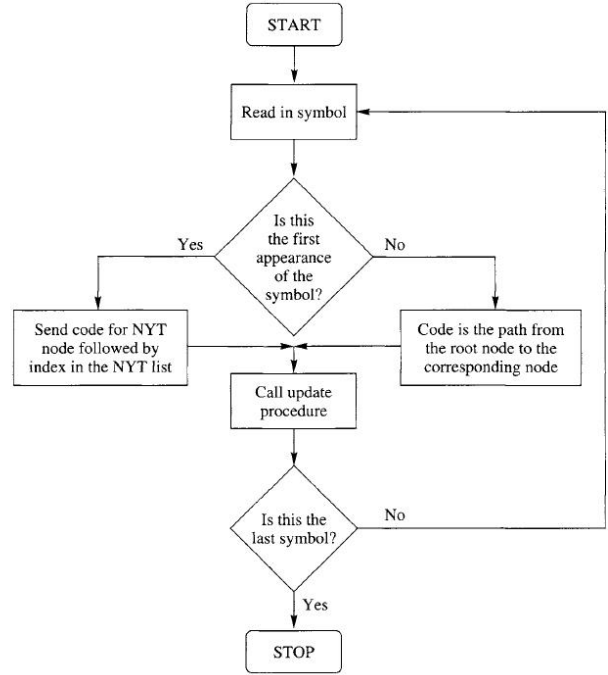 START
Read in symbol
Is this
the first
appearance
of the
symbol?
Yes
No
Send code for NYT
node followed by
index in the NYT list
Code is the path from
the root node to the
corresponding node
Call update
procedure
Is this the
last symbol?
No
Yes
STOP